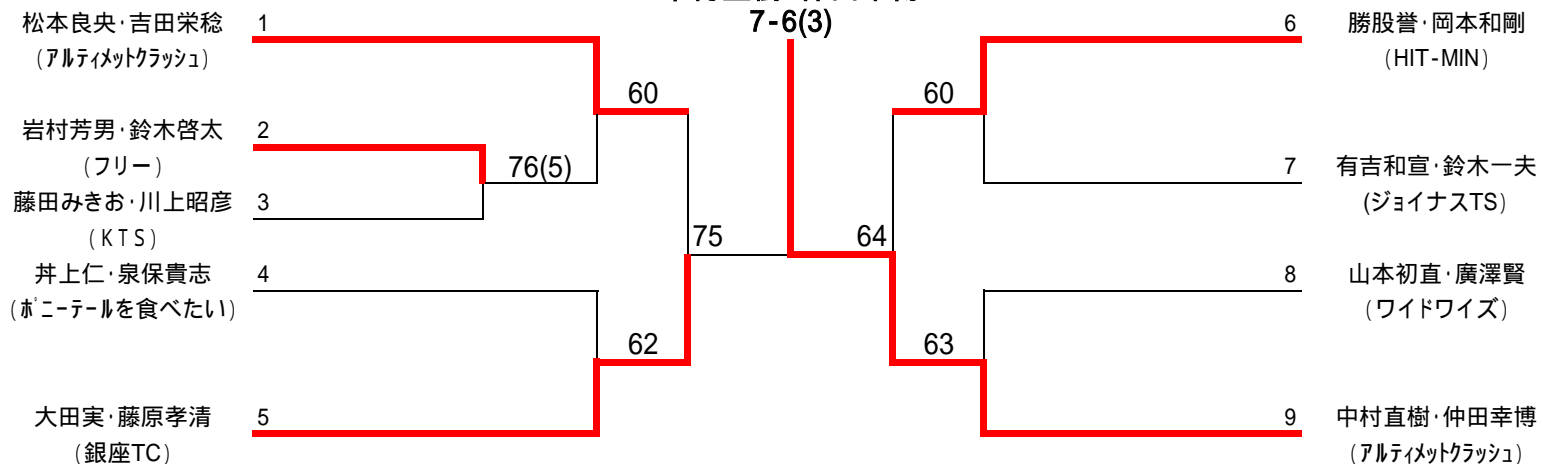 7-6(3)
松本良央･吉田栄稔 1
(ｱﾙﾃｨﾒｯﾄｸﾗｯｼｭ)
岩村芳男･鈴木啓太 2
(フリー)
藤田みきお･川上昭彦 3
(KTS)
丼上仁･泉保貴志 4
(ﾎﾟﾆｰﾃｰﾙを食べたい)
大田実･藤原孝清 5
(銀座TC)
60
76(5)
75
62
60
64
63
6 勝股誉･岡本和剛
(HIT-MIN)
7 有吉和宣･鈴木一夫
(ジョイナスTS)
8 山本初直･廣澤賢
(ワイドワイズ)
9 中村直樹･仲田幸博
(ｱﾙﾃｨﾒｯﾄｸﾗｯｼｭ)